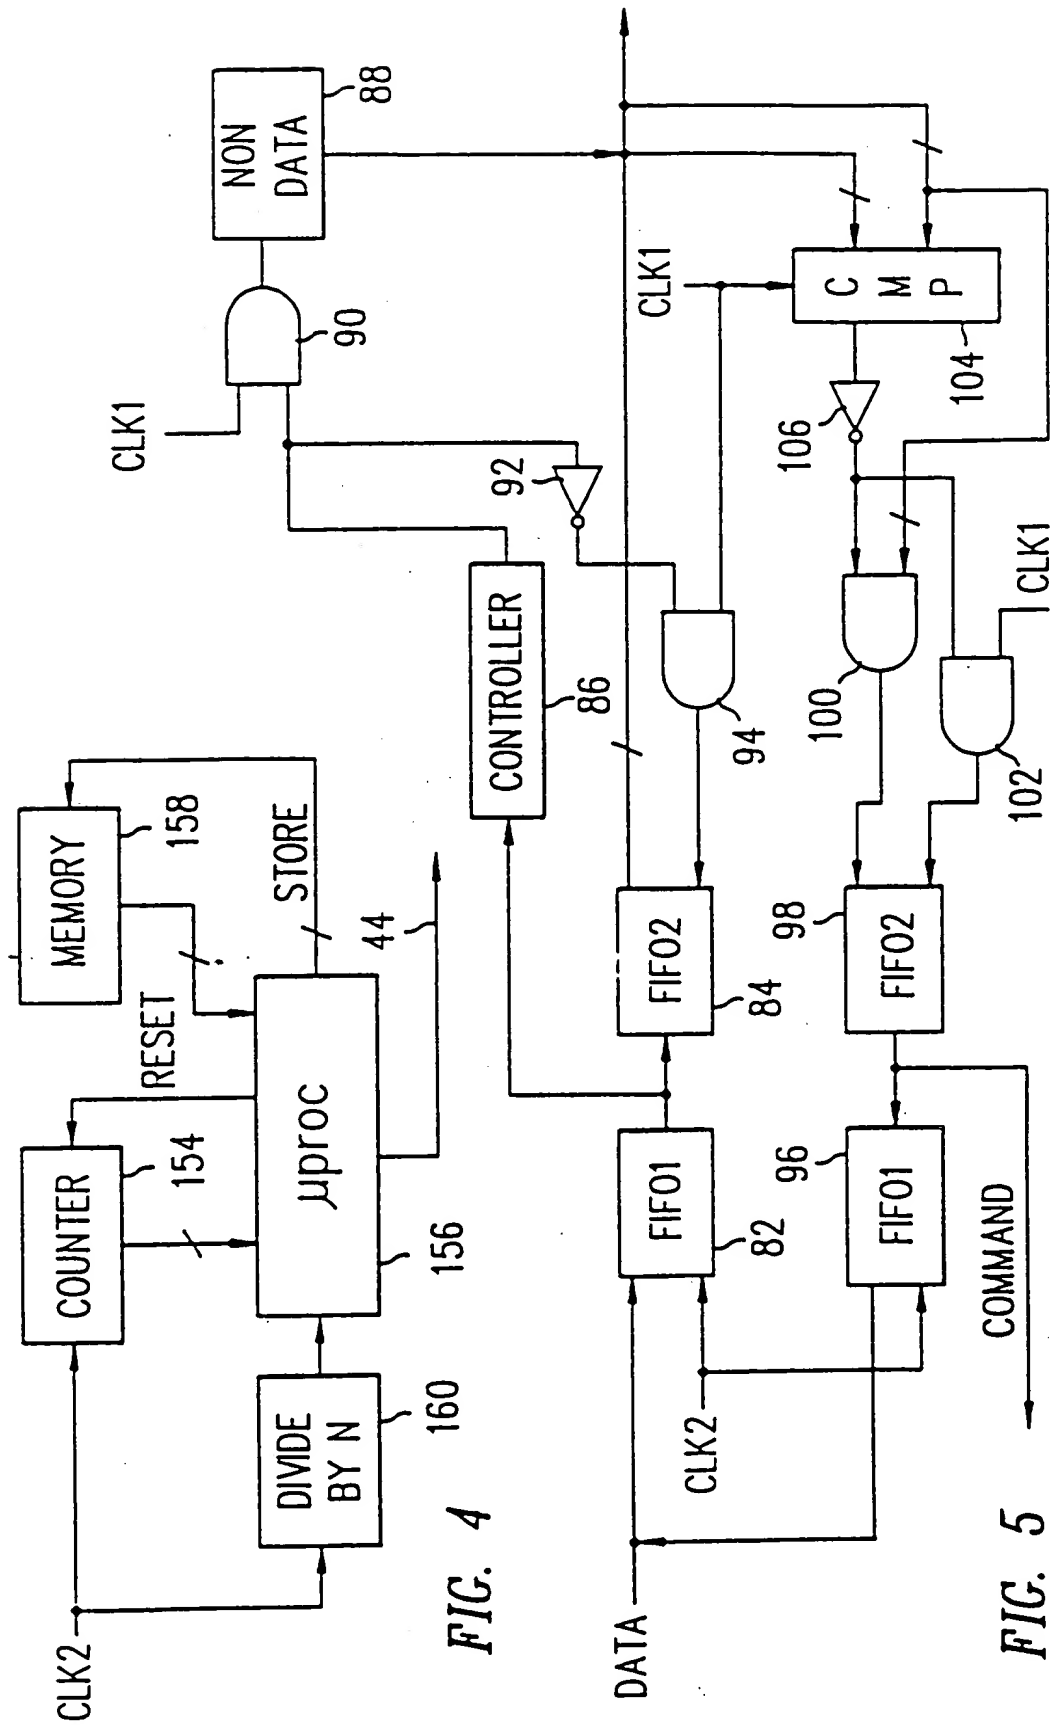 CLK2
COUNTER
154
RESET
MEMORY
158
DIVIDE
BY N
160
μproc
156
STORE
44
FIG. 4
CLK1
90
NON
DATA
88
CONTROLLER
86
92
DATA
FIFO1
82
FIFO2
84
94
CLK1
CLK2
FIFO1
96
FIFO2
98
100
102
CLK1
106
C
M
P
104
COMMAND
FIG. 5